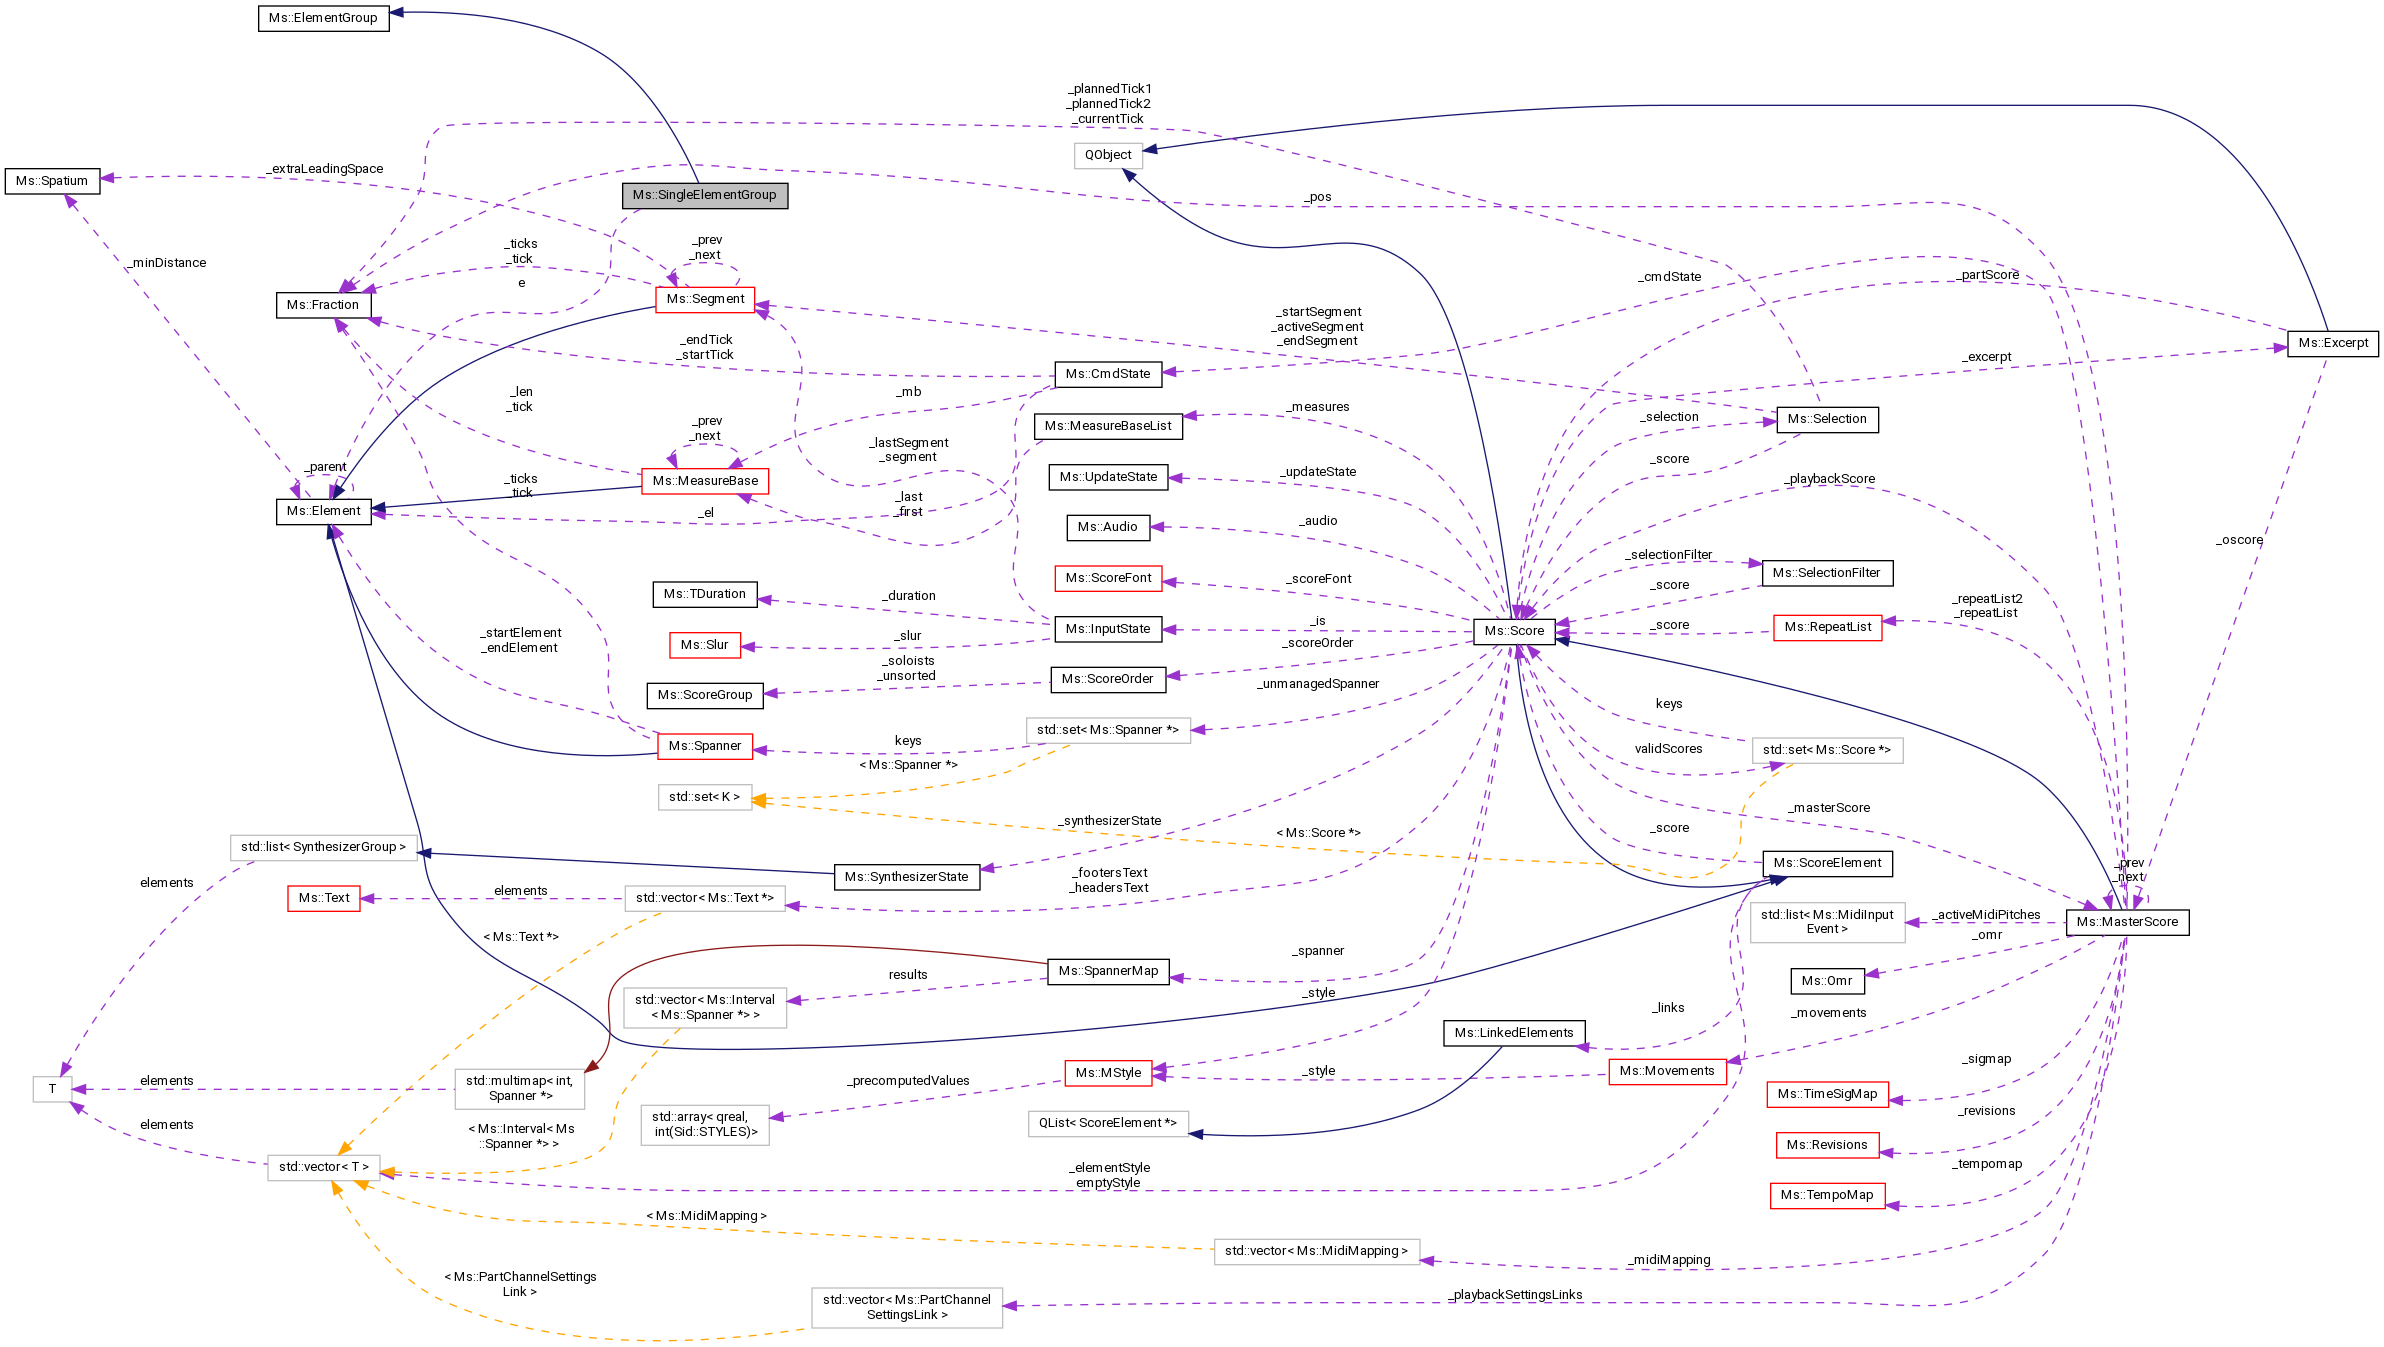 Ms::ElementGroup
_plannedTick1
_plannedTick2
_currentTick
QObject
_extraLeadingSpace
Ms::Spatium
Ms::SingleElementGroup
_pos
_ticks
_tick
e
_prev
_next
_minDistance
_cmdState
_partScore
Ms::Fraction
Ms::Segment
_startSegment
_activeSegment
_endSegment
_endTick
_startTick
Ms::Excerpt
_excerpt
Ms::CmdState
_mb
_len
_tick
_measures
_selection
Ms::Selection
_prev
_next
Ms::MeasureBaseList
_lastSegment
_segment
_score
_parent
_ticks
_tick
Ms::MeasureBase
Ms::UpdateState
_updateState
_playbackScore
Ms::Element
_last
_first
_el
Ms::Audio
_audio
_oscore
_selectionFilter
Ms::SelectionFilter
Ms::ScoreFont
_scoreFont
_score
Ms::TDuration
_duration
_repeatList2
_repeatList
Ms::InputState
_is
Ms::Score
_score
Ms::RepeatList
_startElement
_endElement
Ms::Slur
_slur
_scoreOrder
_soloists
_unsorted
Ms::ScoreOrder
Ms::ScoreGroup
_unmanagedSpanner
keys
std::set< Ms::Spanner *>
keys
Ms::Spanner
validScores
std::set< Ms::Score *>
< Ms::Spanner *>
std::set< K >
_masterScore
_synthesizerState
_score
< Ms::Score *>
std::list< SynthesizerGroup >
Ms::ScoreElement
_prev
_next
elements
Ms::SynthesizerState
_footersText
_headersText
Ms::Text
elements
std::vector< Ms::Text *>
std::list< Ms::MidiInput
Event >
_activeMidiPitches
Ms::MasterScore
_omr
< Ms::Text *>
_spanner
Ms::SpannerMap
results
Ms::Omr
std::vector< Ms::Interval
< Ms::Spanner *> >
_style
_links
_movements
Ms::LinkedElements
_sigmap
Ms::MStyle
_style
Ms::Movements
T
elements
std::multimap< int,
Spanner *>
_precomputedValues
Ms::TimeSigMap
std::array< qreal,
int(Sid::STYLES)>
QList< ScoreElement *>
_revisions
elements
< Ms::Interval< Ms
::Spanner *> >
Ms::Revisions
std::vector< T >
_elementStyle
emptyStyle
_tempomap
Ms::TempoMap
< Ms::MidiMapping >
std::vector< Ms::MidiMapping >
_midiMapping
< Ms::PartChannelSettings
Link >
std::vector< Ms::PartChannel
SettingsLink >
_playbackSettingsLinks